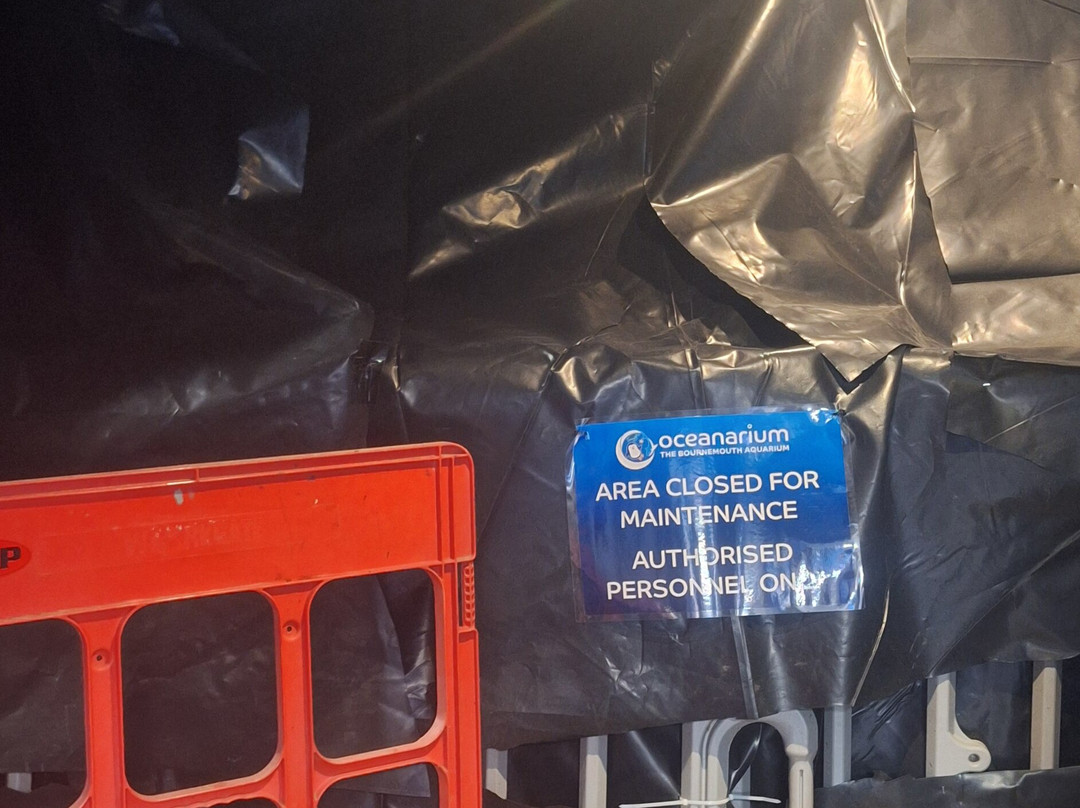 oceanarium
THE BOURNEMOUTH AQUARIUM
AREA CLOSED FOR
MAINTENANCE
AUTHORISED
PERSONNEL